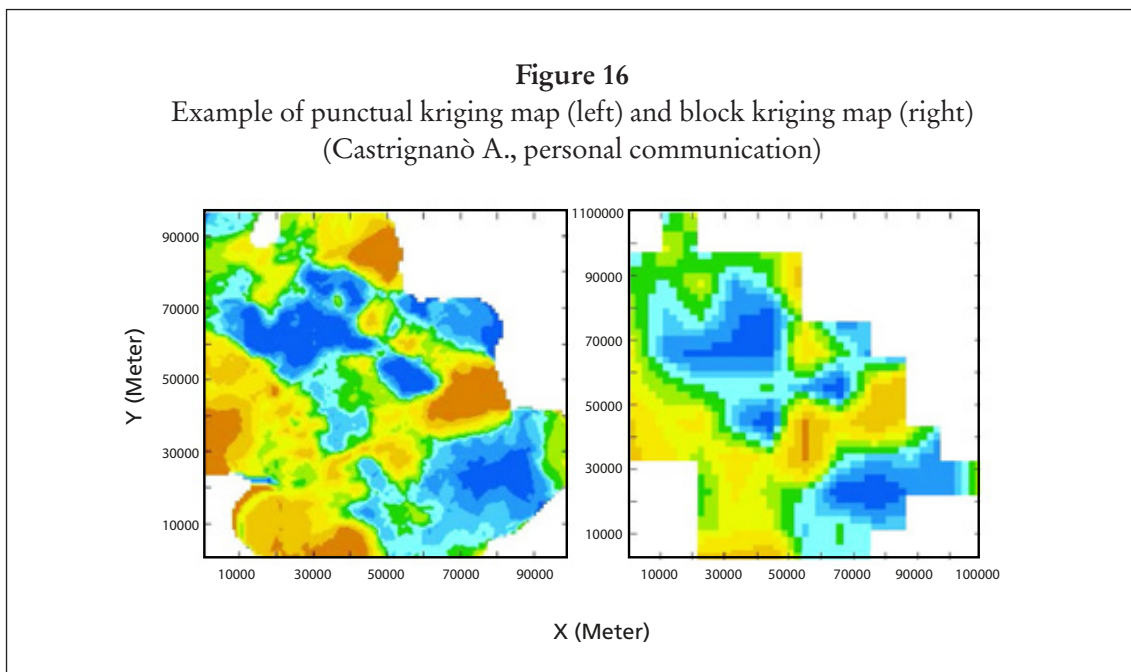 Figure 16
Example of punctual kriging map (left) and block kriging map (right)
(Castrignanò A., personal communication)
Y (Meter)
90000
70000
50000
30000
10000
10000 30000 50000 70000 90000
1100000
90000
70000
50000
30000
10000
10000 30000 50000 70000 90000 100000
X (Meter)